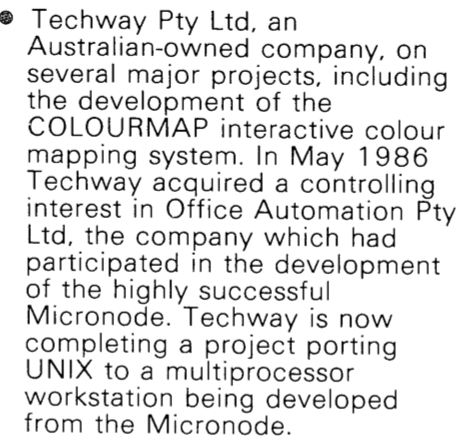 ● Techway Pty Ltd, an
Australian-owned company, on
several major projects, including
the development of the
COLOURMAP interactive colour
mapping system. In May 1986
Techway acquired a controlling
interest in Office Automation Pty
Ltd, the company which had
participated in the development
of the highly successful
Micronode. Techway is now
completing a project porting
UNIX to a multiprocessor
workstation being developed
from the Micronode.